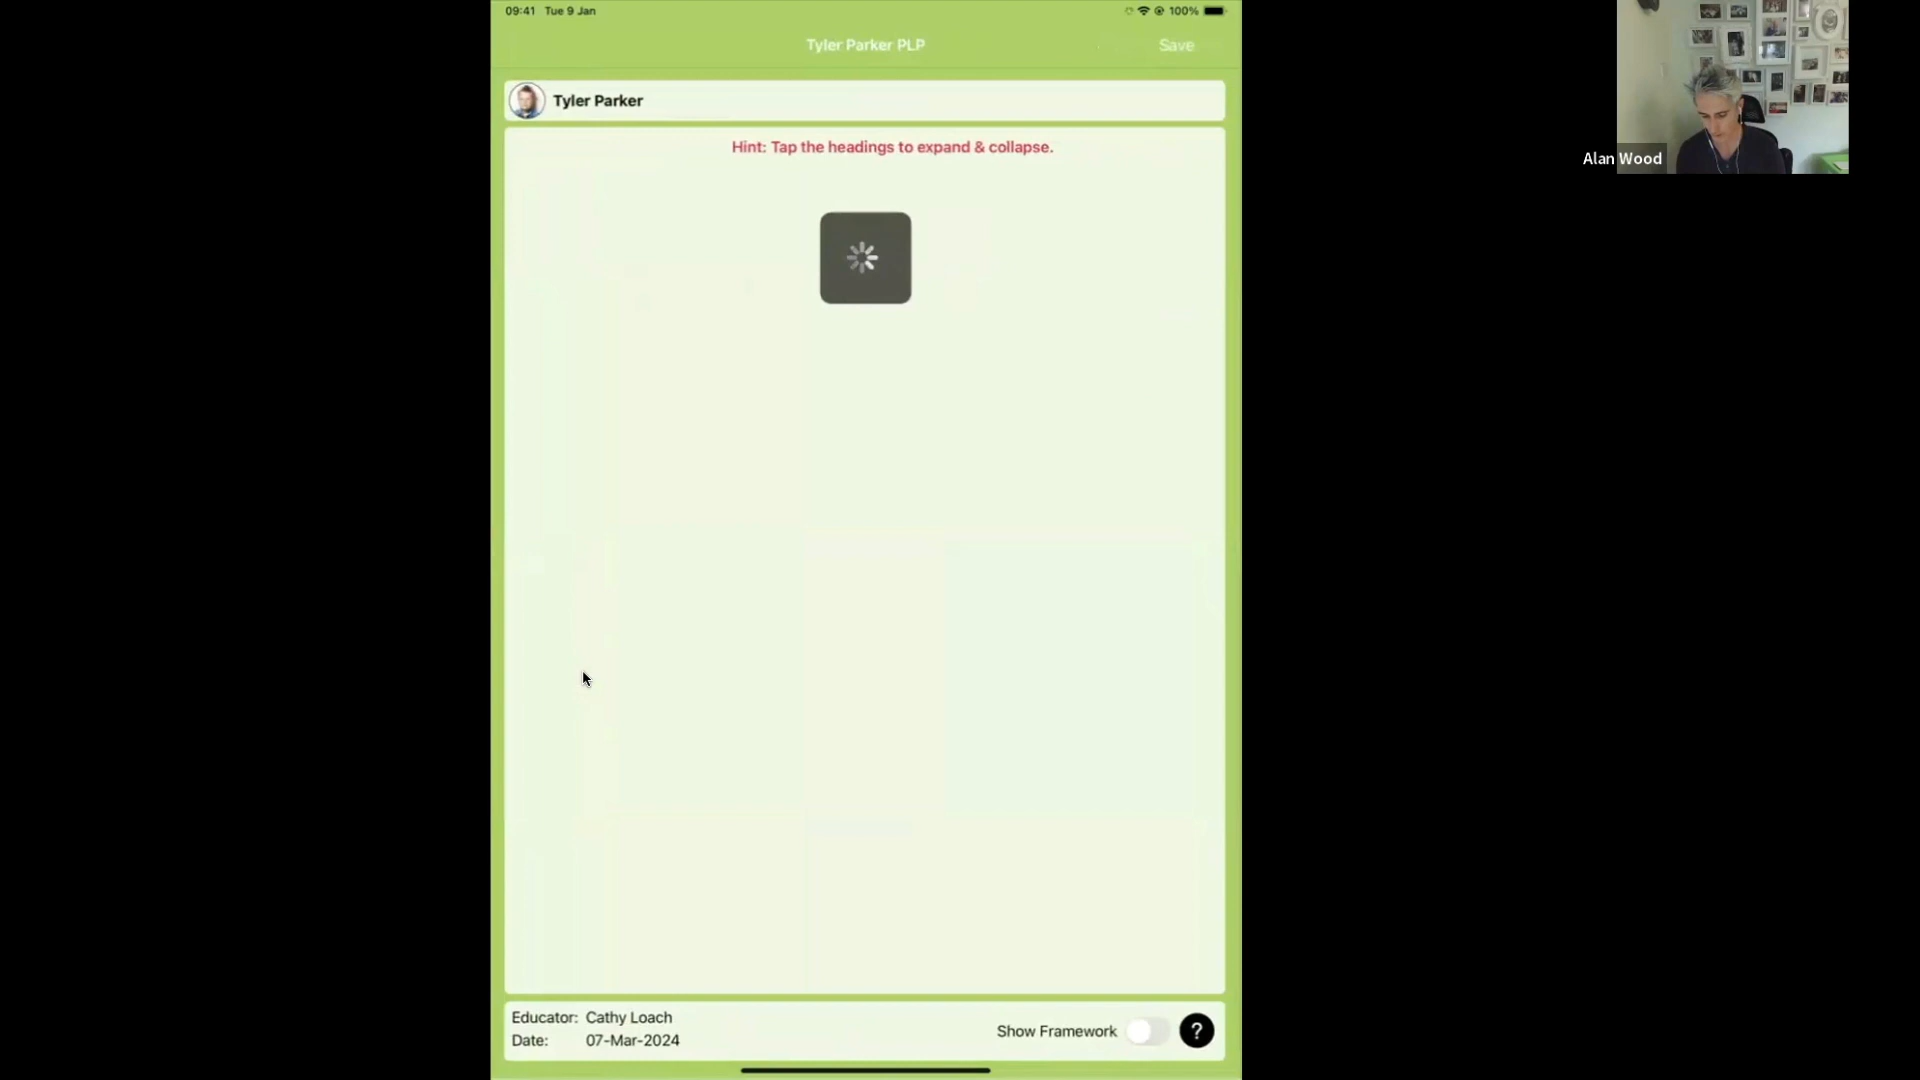 09:41 Tue 9 Jan 100%
Tyler Parker PLP Save
Tyler Parker
Hint: Tap the headings to expand & collapse.
Alan Wood
Educator: Cathy Loach
Date: 07-Mar-2024
Show Framework ?